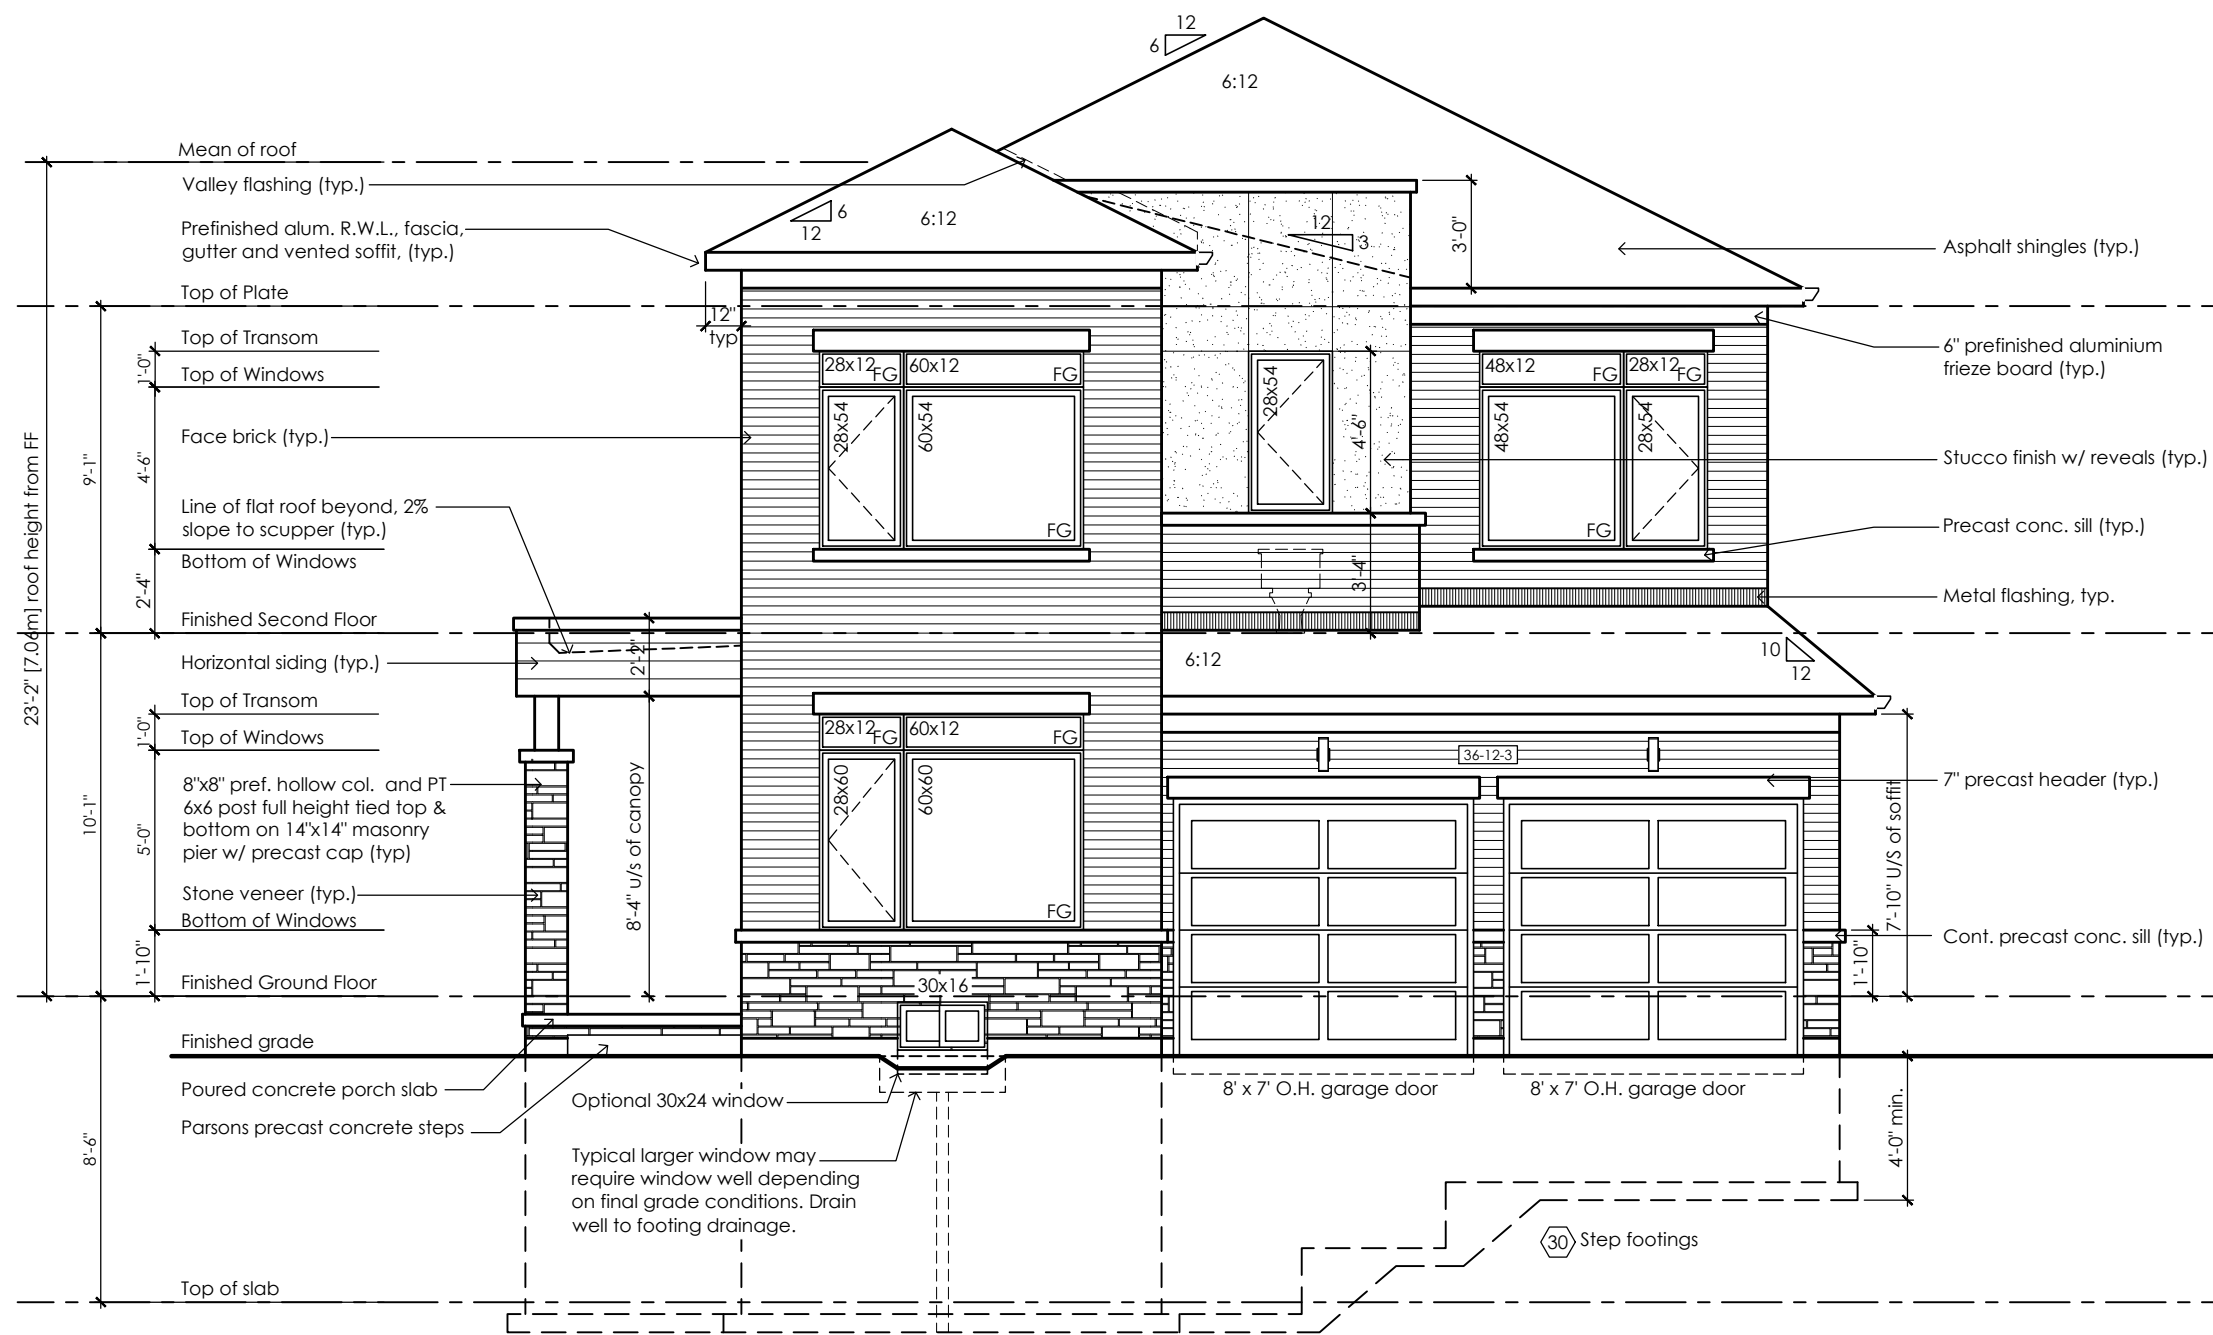 12
6
6:12
Mean of roof
Valley flashing (typ.)
Prefinished alum. R.W.L., fascia,
gutter and vented soffit, (typ.)
6
12
6:12
12
3
3'-0"
Asphalt shingles (typ.)
Top of Plate
12"
typ
6" prefinished aluminium
frieze board (typ.)
Top of Transom
1'-0"
Top of Windows
28x12
FG
60x12
FG
48x12
FG
28x12
FG
28x54
60x54
FG
28x54
4'-6"
48x54
FG
28x54
Face brick (typ.)
9'-1"
4'-6"
Stucco finish w/ reveals (typ.)
23'-2" [7.06m] roof height from FF
Line of flat roof beyond, 2%
slope to scupper (typ.)
Precast conc. sill (typ.)
Bottom of Windows
2'-4"
3'-4"
Metal flashing, typ.
Finished Second Floor
2'-2"
6:12
10
12
Horizontal siding (typ.)
Top of Transom
1'-0"
Top of Windows
28x12
FG
60x12
FG
36-12-3
8"x8" pref. hollow col. and PT
6x6 post full height tied top &
bottom on 14"x14" masonry
pier w/ precast cap (typ)
28x60
60x60
FG
7" precast header (typ.)
10'-1"
5'-0"
8'-4" u/s of canopy
7'-10" U/S of soffit
Stone veneer (typ.)
Bottom of Windows
Cont. precast conc. sill (typ.)
1'-10"
1'-10"
Finished Ground Floor
30x16
Finished grade
Poured concrete porch slab
Optional 30x24 window
8' x 7' O.H. garage door
8' x 7' O.H. garage door
Parsons precast concrete steps
8'-6"
4'-0" min.
Typical larger window may
require window well depending
on final grade conditions. Drain
well to footing drainage.
30
Step footings
Top of slab